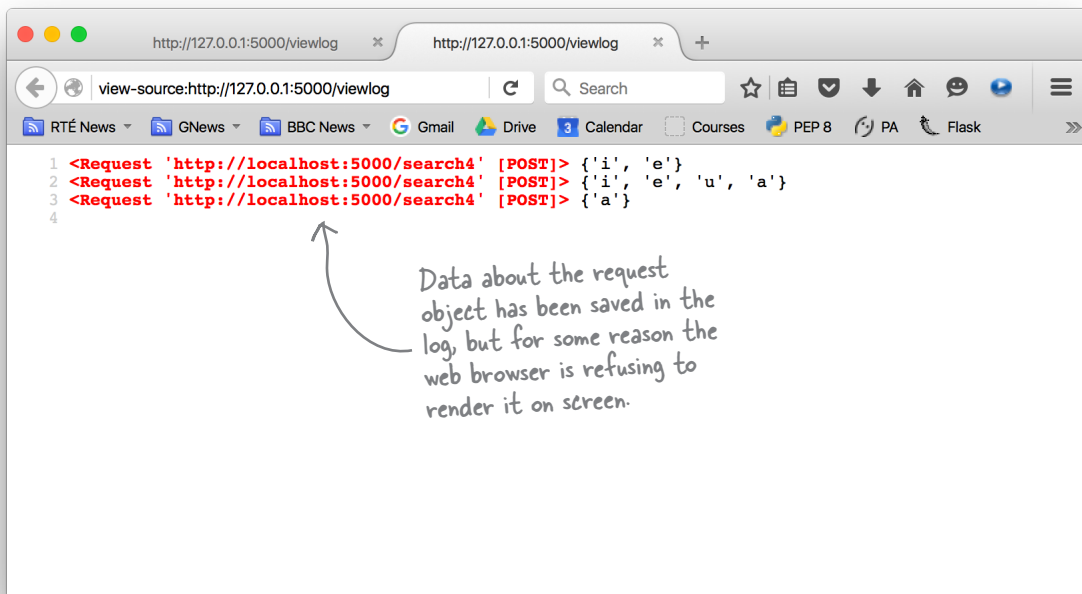 http://127.0.0.1:5000/viewlog
http://127.0.0.1:5000/viewlog
view-source:http://127.0.0.1:5000/viewlog
Search
RTÉ News
GNews
BBC News
Gmail
Drive
3
Calendar
Courses
PEP 8
PA
Flask
1 <Request 'http://localhost:5000/search4' [POST]> {'i', 'e'}
2 <Request 'http://localhost:5000/search4' [POST]> {'i', 'e', 'u', 'a'}
3 <Request 'http://localhost:5000/search4' [POST]> {'a'}
4
Data about the request
object has been saved in the
log, but for some reason the
web browser is refusing to
render it on screen.